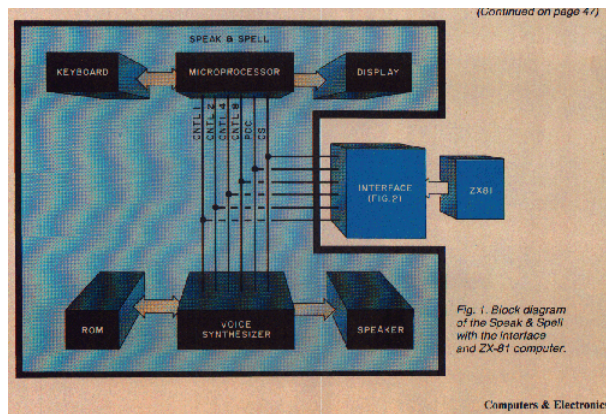 (Continued on page 47)
SPEAK & SPELL
KEYBOARD
MICROPROCESSOR
DISPLAY
CNTL 1
CNTL 2
CNTL 4
CNTL 8
PDC
CS
INTERFACE
(FIG.2)
ZX81
ROM
VOICE
SYNTHESIZER
SPEAKER
Fig. 1. Block diagram
of the Speak & Spell
with the interface
and ZX-81 computer.
Computers & Electronics